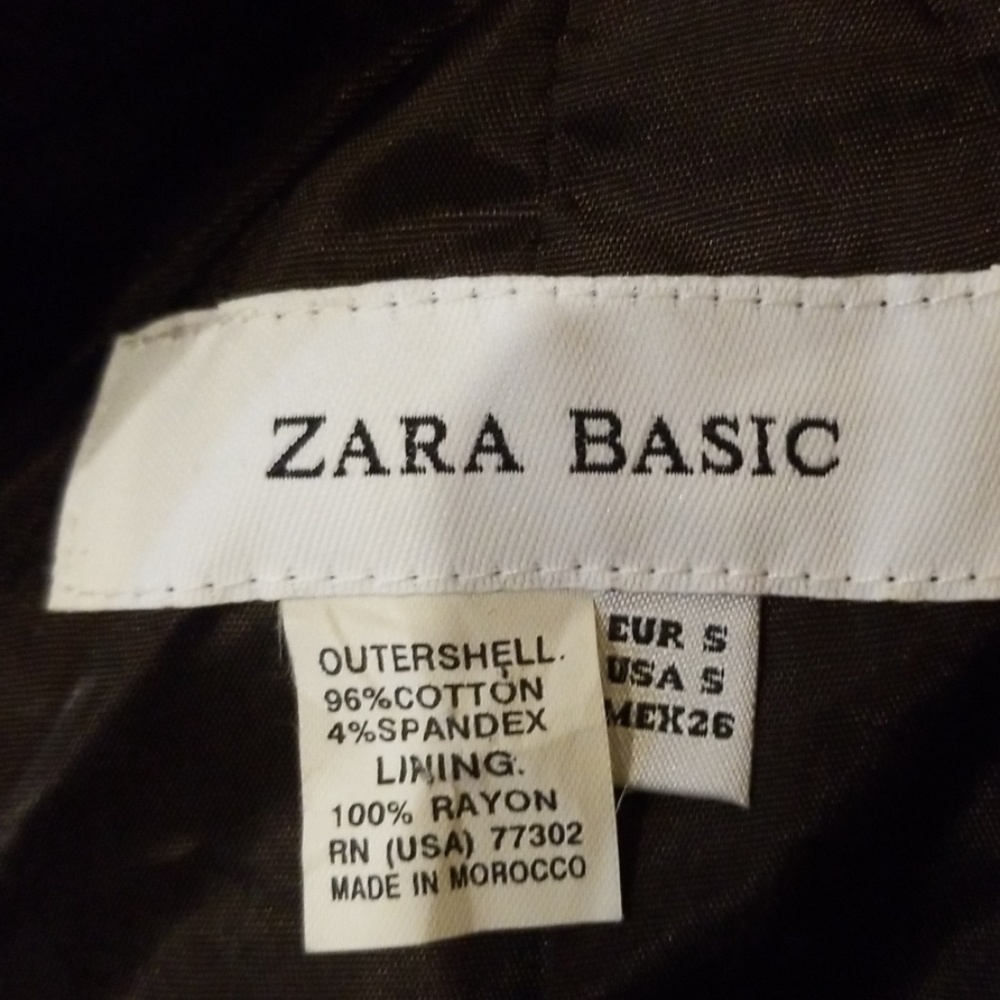 ZARA BASIC
OUTERSHELL.
96%COTTON
4%SPANDEX
LINING.
100% RAYON
RN (USA) 77302
MADE IN MOROCCO
EUR S
USA S
MEX26